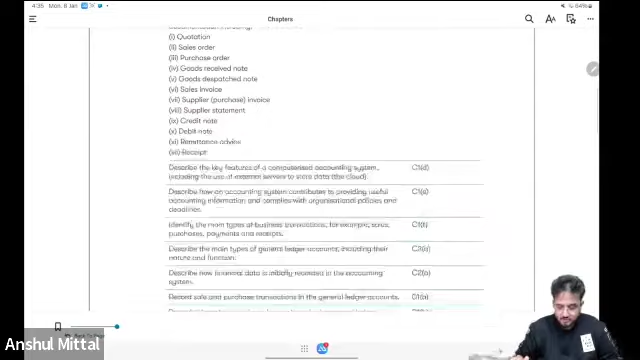 4:35 Mon. 8 Jan
64%
Chapters
(i) Quotation
(ii) Sales order
(iii) Purchase order
(iv) Goods received note
(v) Goods despatched note
(vi) Sales invoice
(vii) Supplier (purchase) invoice
(viii) Supplier statement
(ix) Credit note
(x) Debit note
(xi) Remittance advice
(xii) Receipt
Describe the key features of a computerised accounting system, C1(d)
including the use of external servers to store data (the cloud).
Describe how an accounting system contributes to providing useful C1(e)
accounting information and complies with organisational policies and
deadlines.
Identify the main types of business transactions, for example, sales,
purchases, payments and receipts.
Describe the main types of general ledger accounts, including their
nature and function.
Describe how financial data is initially recorded in the accounting
system.
Record sale and purchase transactions in the general ledger accounts.
Anshul Mittal